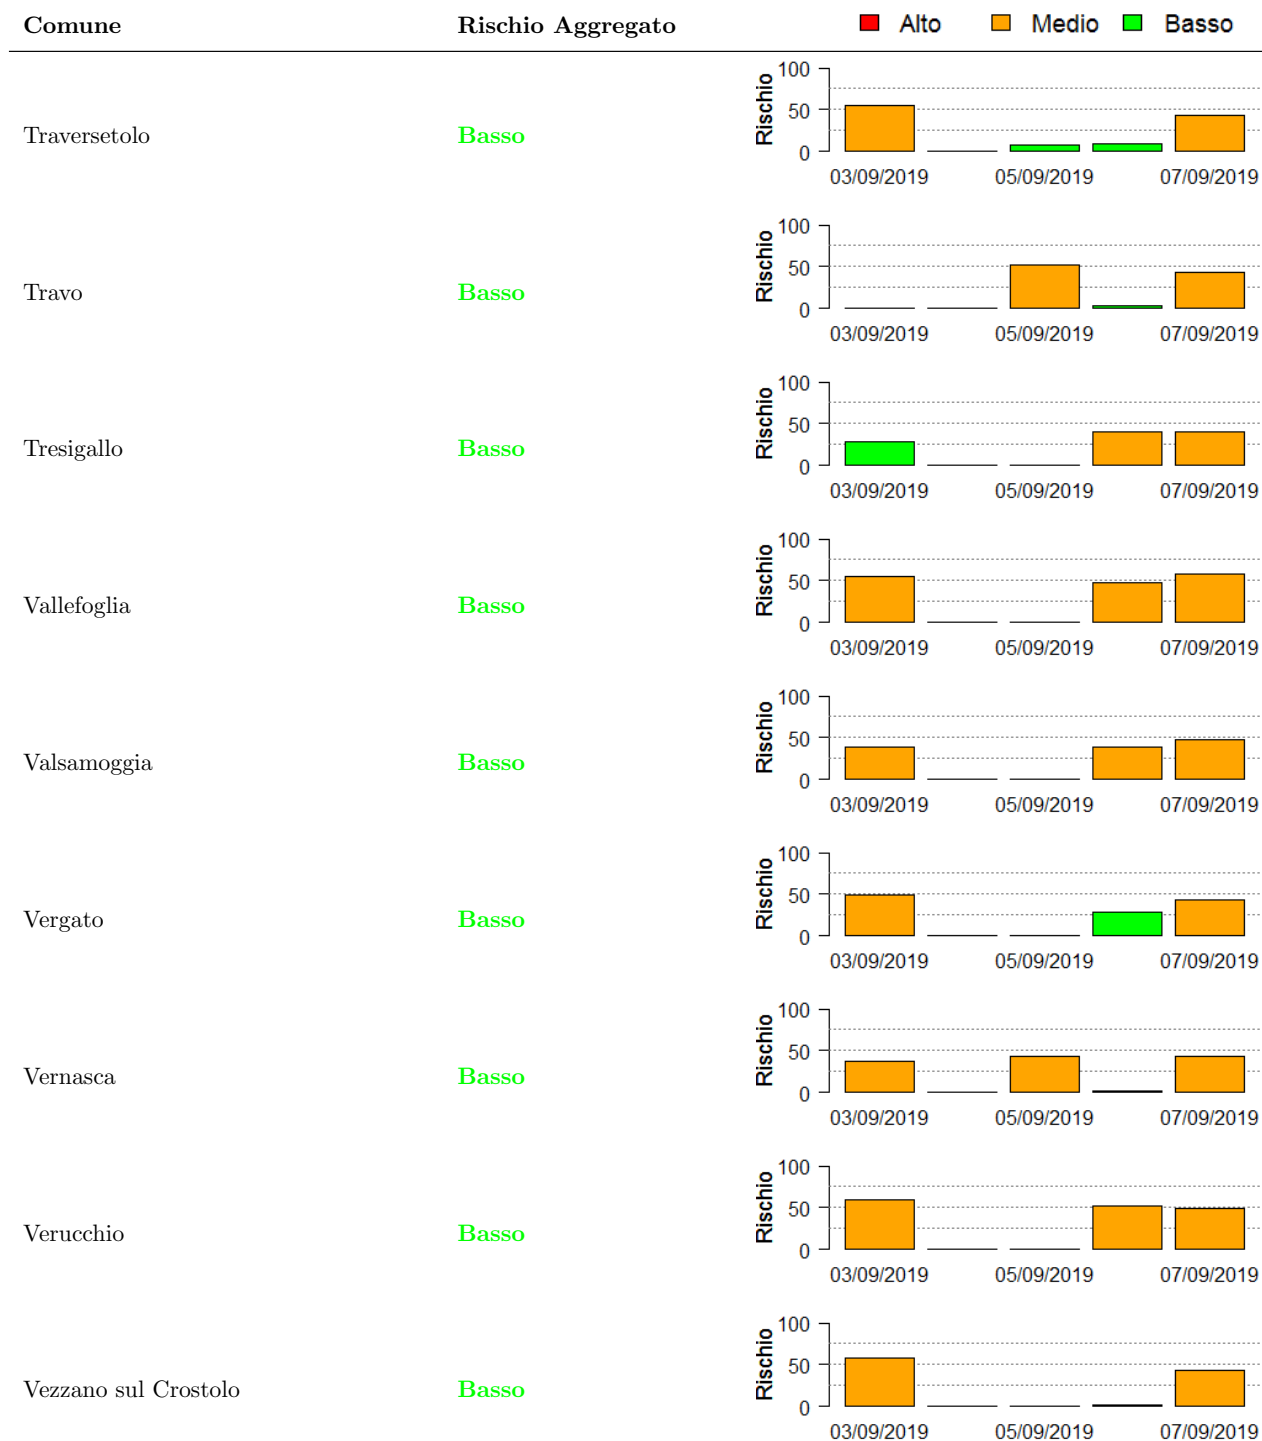 Comune Rischio Aggregato Alto Medio Basso
Traversetolo Basso
Rischio
100
50
0
03/09/2019 05/09/2019 07/09/2019
Travo Basso
Rischio
100
50
0
03/09/2019 05/09/2019 07/09/2019
Tresigallo Basso
Rischio
100
50
0
03/09/2019 05/09/2019 07/09/2019
Vallefoglia Basso
Rischio
100
50
0
03/09/2019 05/09/2019 07/09/2019
Valsamoggia Basso
Rischio
100
50
0
03/09/2019 05/09/2019 07/09/2019
Vergato Basso
Rischio
100
50
0
03/09/2019 05/09/2019 07/09/2019
Vernasca Basso
Rischio
100
50
0
03/09/2019 05/09/2019 07/09/2019
Verucchio Basso
Rischio
100
50
0
03/09/2019 05/09/2019 07/09/2019
Vezzano sul Crostolo Basso
Rischio
100
50
0
03/09/2019 05/09/2019 07/09/2019